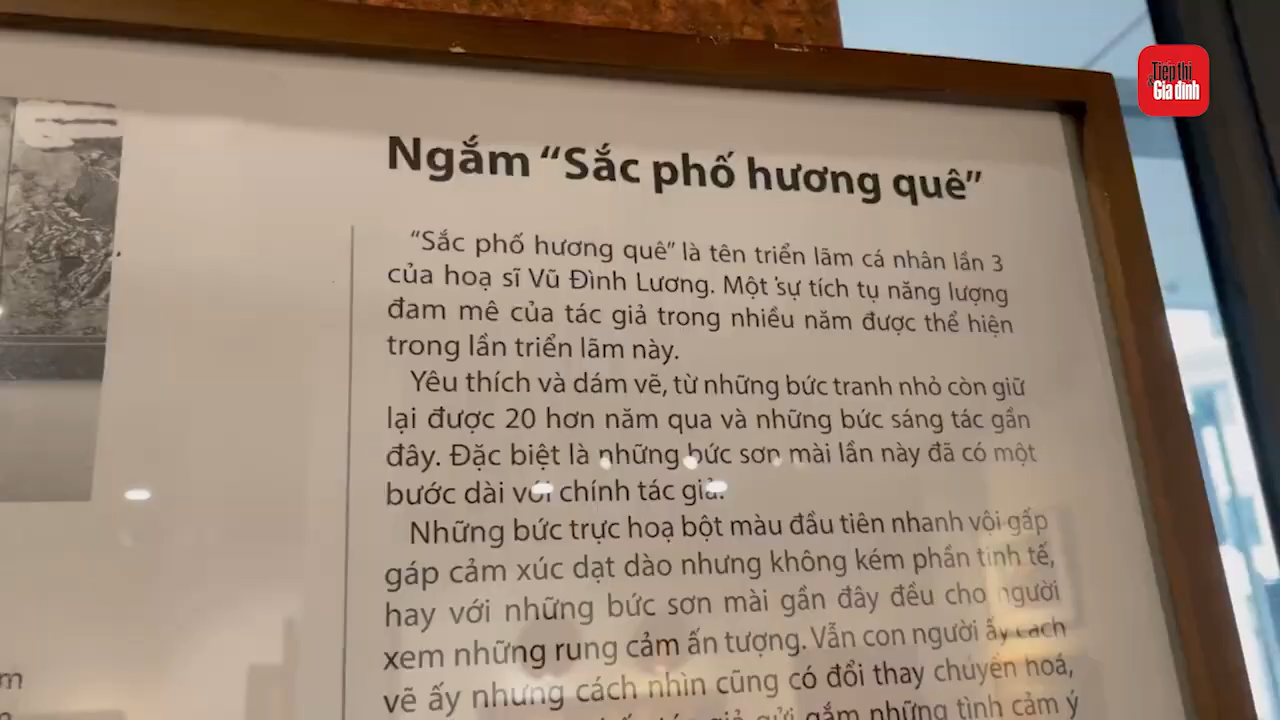 Tiếp thị
& Gia đình
Ngắm “Sắc phố hương quê”
“Sắc phố hương quê” là tên triển lãm cá nhân lần 3
của hoạ sĩ Vũ Đình Lương. Một sự tích tụ năng lượng
đam mê của tác giả trong nhiều năm được thể hiện
trong lần triển lãm này.
Yêu thích và dám vẽ, từ những bức tranh nhỏ còn giữ
lại được 20 hơn năm qua và những bức sáng tác gần
đây. Đặc biệt là những bức sơn mài lần này đã có một
bước dài với chính tác giả.
Những bức trực hoạ bột màu đầu tiên nhanh vội gấp
gáp cảm xúc dạt dào nhưng không kém phần tinh tế,
hay với những bức sơn mài gần đây đều cho người
xem những rung cảm ấn tượng. Vẫn con người ấy cách
vẽ ấy nhưng cách nhìn cũng có đổi thay chuyển hoá,
gửi gắm những tình cảm ý